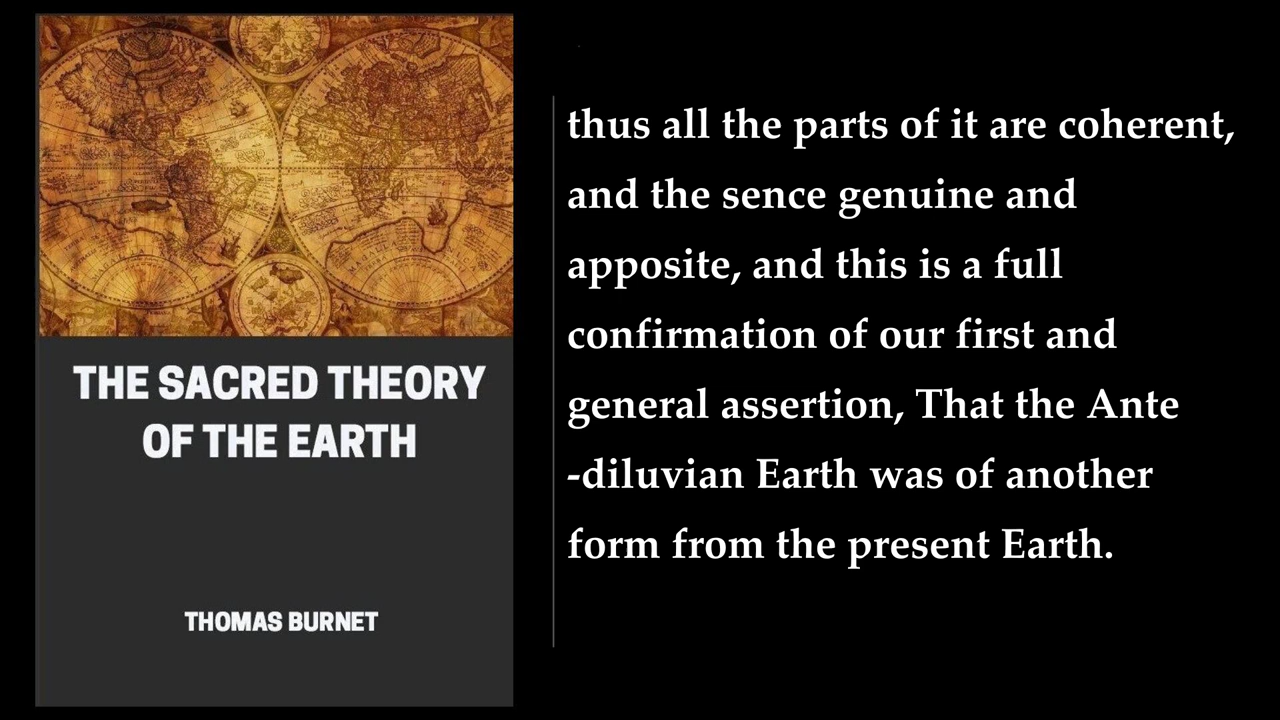 THE SACRED THEORY
OF THE EARTH
THOMAS BURNET
thus all the parts of it are coherent,
and the sence genuine and
apposite, and this is a full
confirmation of our first and
general assertion, That the Ante
-diluvian Earth was of another
form from the present Earth.